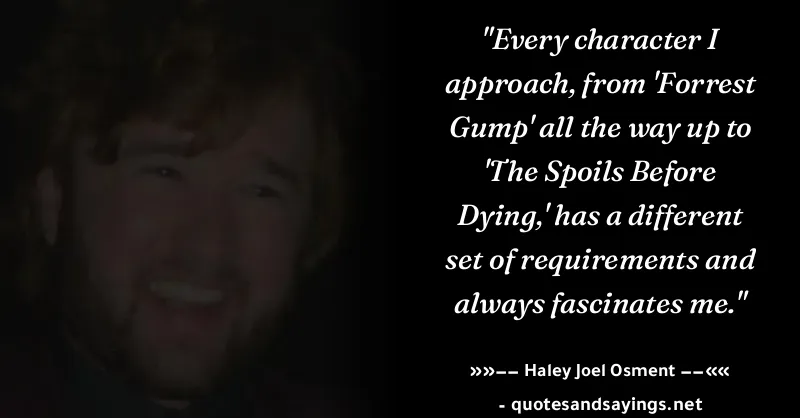 "Every character I
approach, from 'Forrest
Gump' all the way up to
'The Spoils Before
Dying,' has a different
set of requirements and
always fascinates me."
»»–– Haley Joel Osment ––««
- quotesandsayings.net